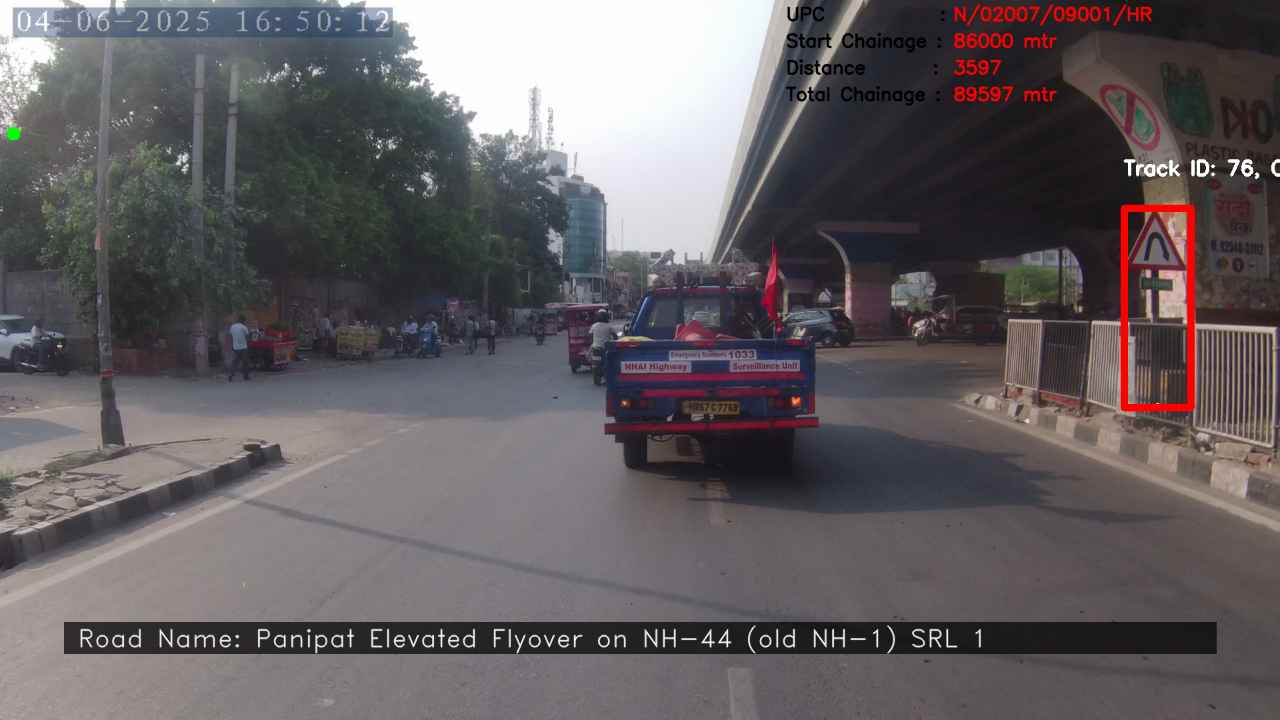 04-06-2025 16:50:12
UPC : N/02007/09001/HR
Start Chainage : 86000 mtr
Distance : 3597
Total Chainage : 89597 mtr
NO
PLASTIC
Track ID: 76,
Emergency Number 1033
NHAI Highway Surveillance Unit
Road Name: Panipat Elevated Flyover on NH-44 (old NH-1) SRL 1